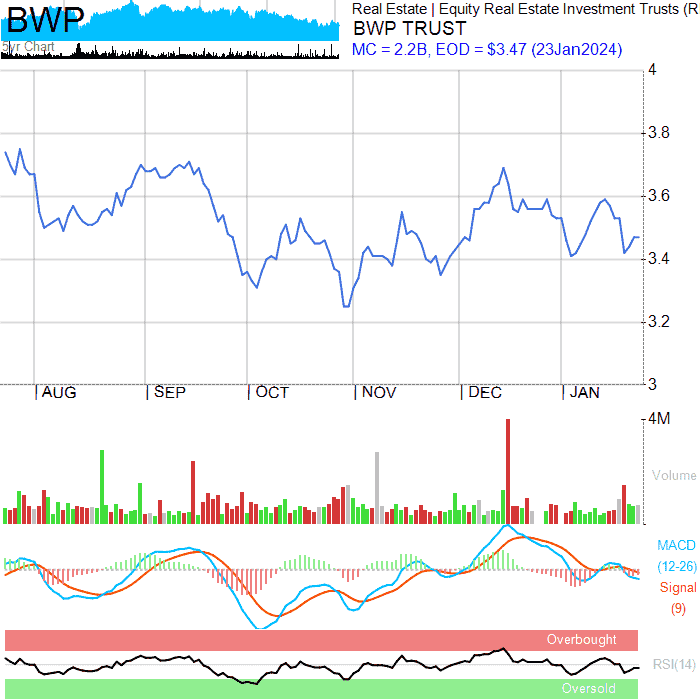 BWP
5yr Chart
Real Estate | Equity Real Estate Investment Trusts (R
BWP TRUST
MC = 2.2B, EOD = $3.47 (23Jan2024)
4
3.8
3.6
3.4
3.2
3
|AUG |SEP |OCT |NOV |DEC |JAN
4M
Volume
MACD
(12-26)
Signal
(9)
Overbought
RSI(14)
Oversold